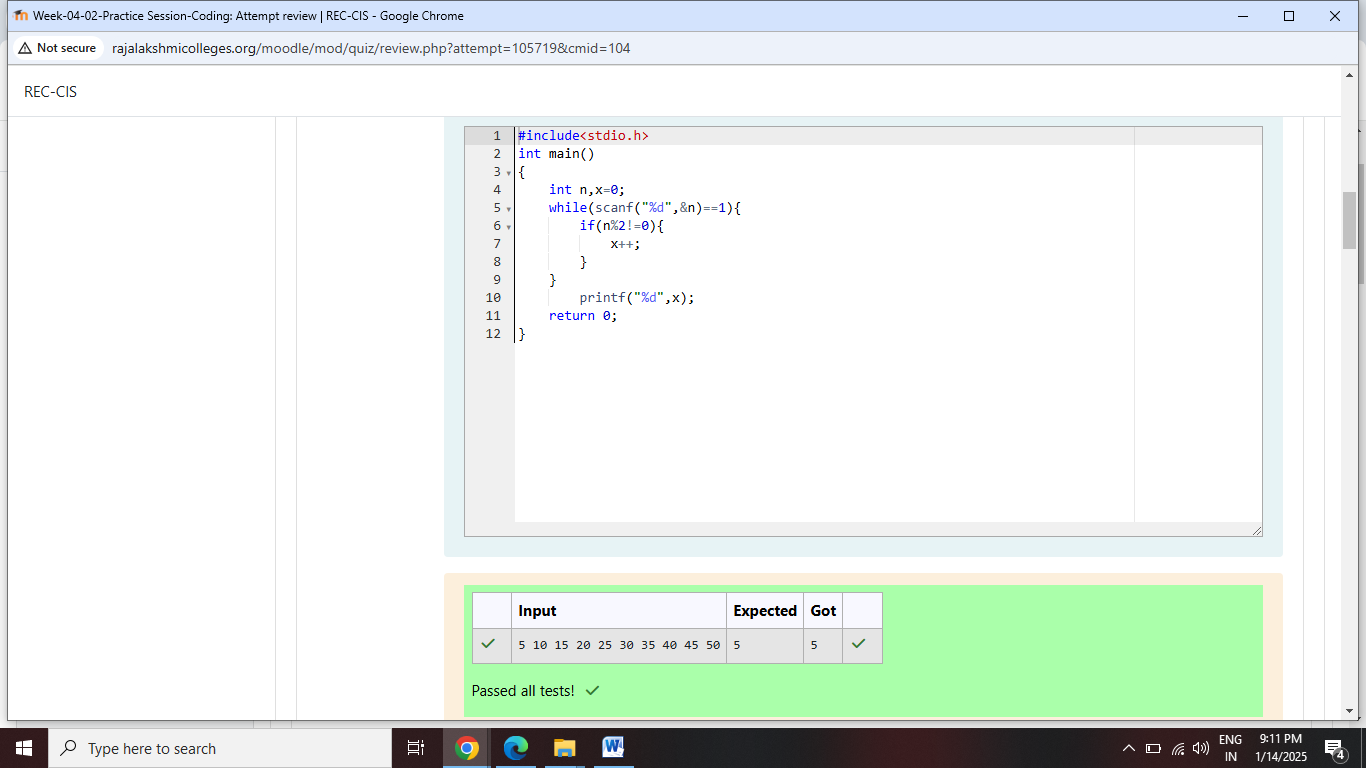 Week-04-02-Practice Session-Coding: Attempt review | REC-CIS - Google Chrome
Not secure rajalakshmicolleges.org/moodle/mod/quiz/review.php?attempt=105719&cmid=104
REC-CIS
1 #include<stdio.h>
2 int main()
3 {
4     int n,x=0;
5     while(scanf("%d",&n)==1){
6         if(n%2!=0){
7             x++;
8         }
9     }
10         printf("%d",x);
11     return 0;
12 }
Input Expected Got
5 10 15 20 25 30 35 40 45 50 5 5
Passed all tests!
Type here to search
ENG 9:11 PM
IN 1/14/2025 4